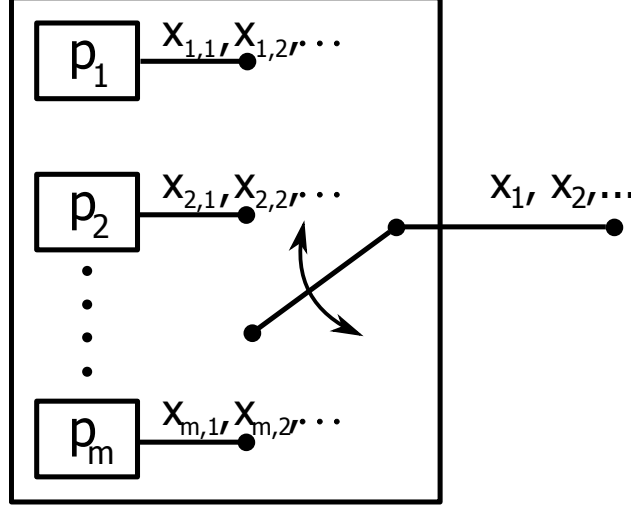 p₁ x₁,₁, x₁,₂, ...
p₂ x₂,₁, x₂,₂, ...
x₁, x₂,...
pₘ xₘ,₁, xₘ,₂, ...